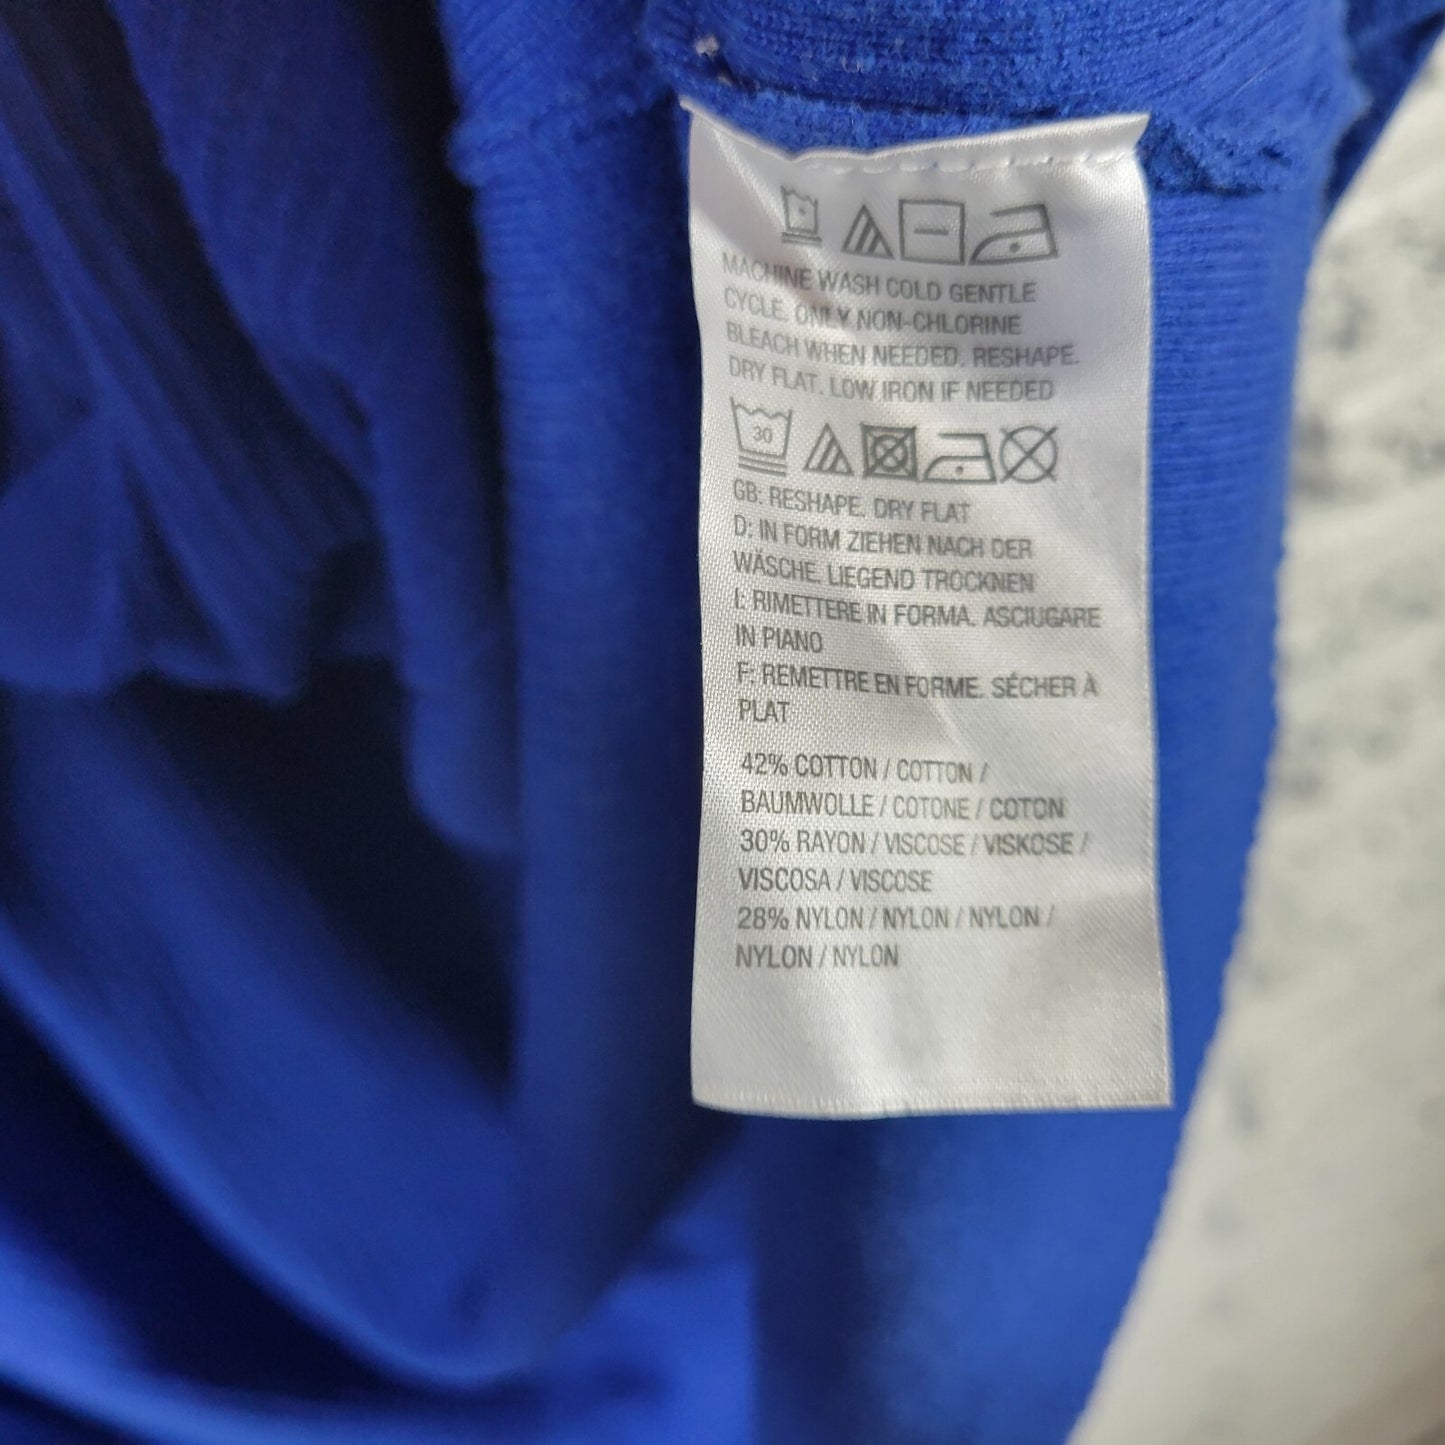 MACHINE WASH COLD GENTLE
CYCLE. ONLY NON-CHLORINE
BLEACH WHEN NEEDED. RESHAPE.
DRY FLAT. LOW IRON IF NEEDED
30
GB: RESHAPE. DRY FLAT
D: IN FORM ZIEHEN NACH DER
WÄSCHE. LIEGEND TROCKNEN
I: RIMETTERE IN FORMA. ASCIUGARE
IN PIANO
F: REMETTRE EN FORME. SÉCHER À
PLAT
42% COTTON / COTTON /
BAUMWOLLE / COTONE / COTON
30% RAYON / VISCOSE / VISKOSE /
VISCOSA / VISCOSE
28% NYLON / NYLON / NYLON /
NYLON / NYLON